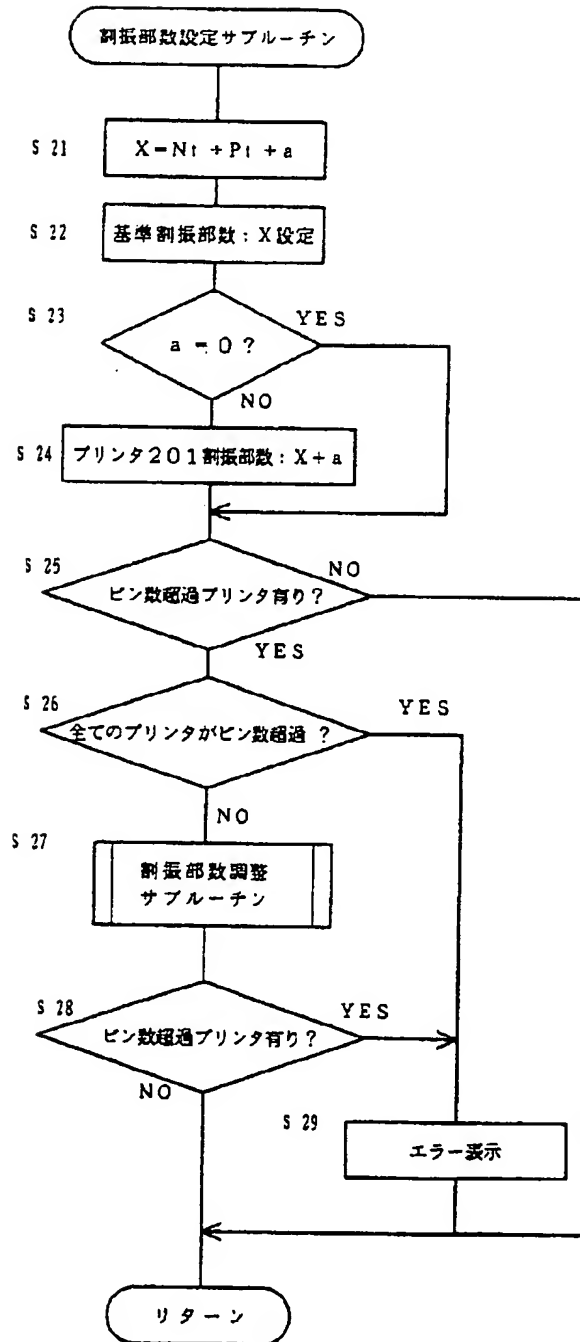 割振部数設定サブルーチン
S 21
X=Nt +Pt +a
S 22
基準割振部数:X設定
S 23
a = 0 ?
YES
NO
S 24
プリンタ201割振部数:X+a
S 25
ビン数超過プリンタ有り?
NO
YES
S 26
全てのプリンタがビン数超過 ?
YES
NO
S 27
割振部数調整
サブルーチン
S 28
ビン数超過プリンタ有り?
YES
NO
S 29
エラー表示
リターン